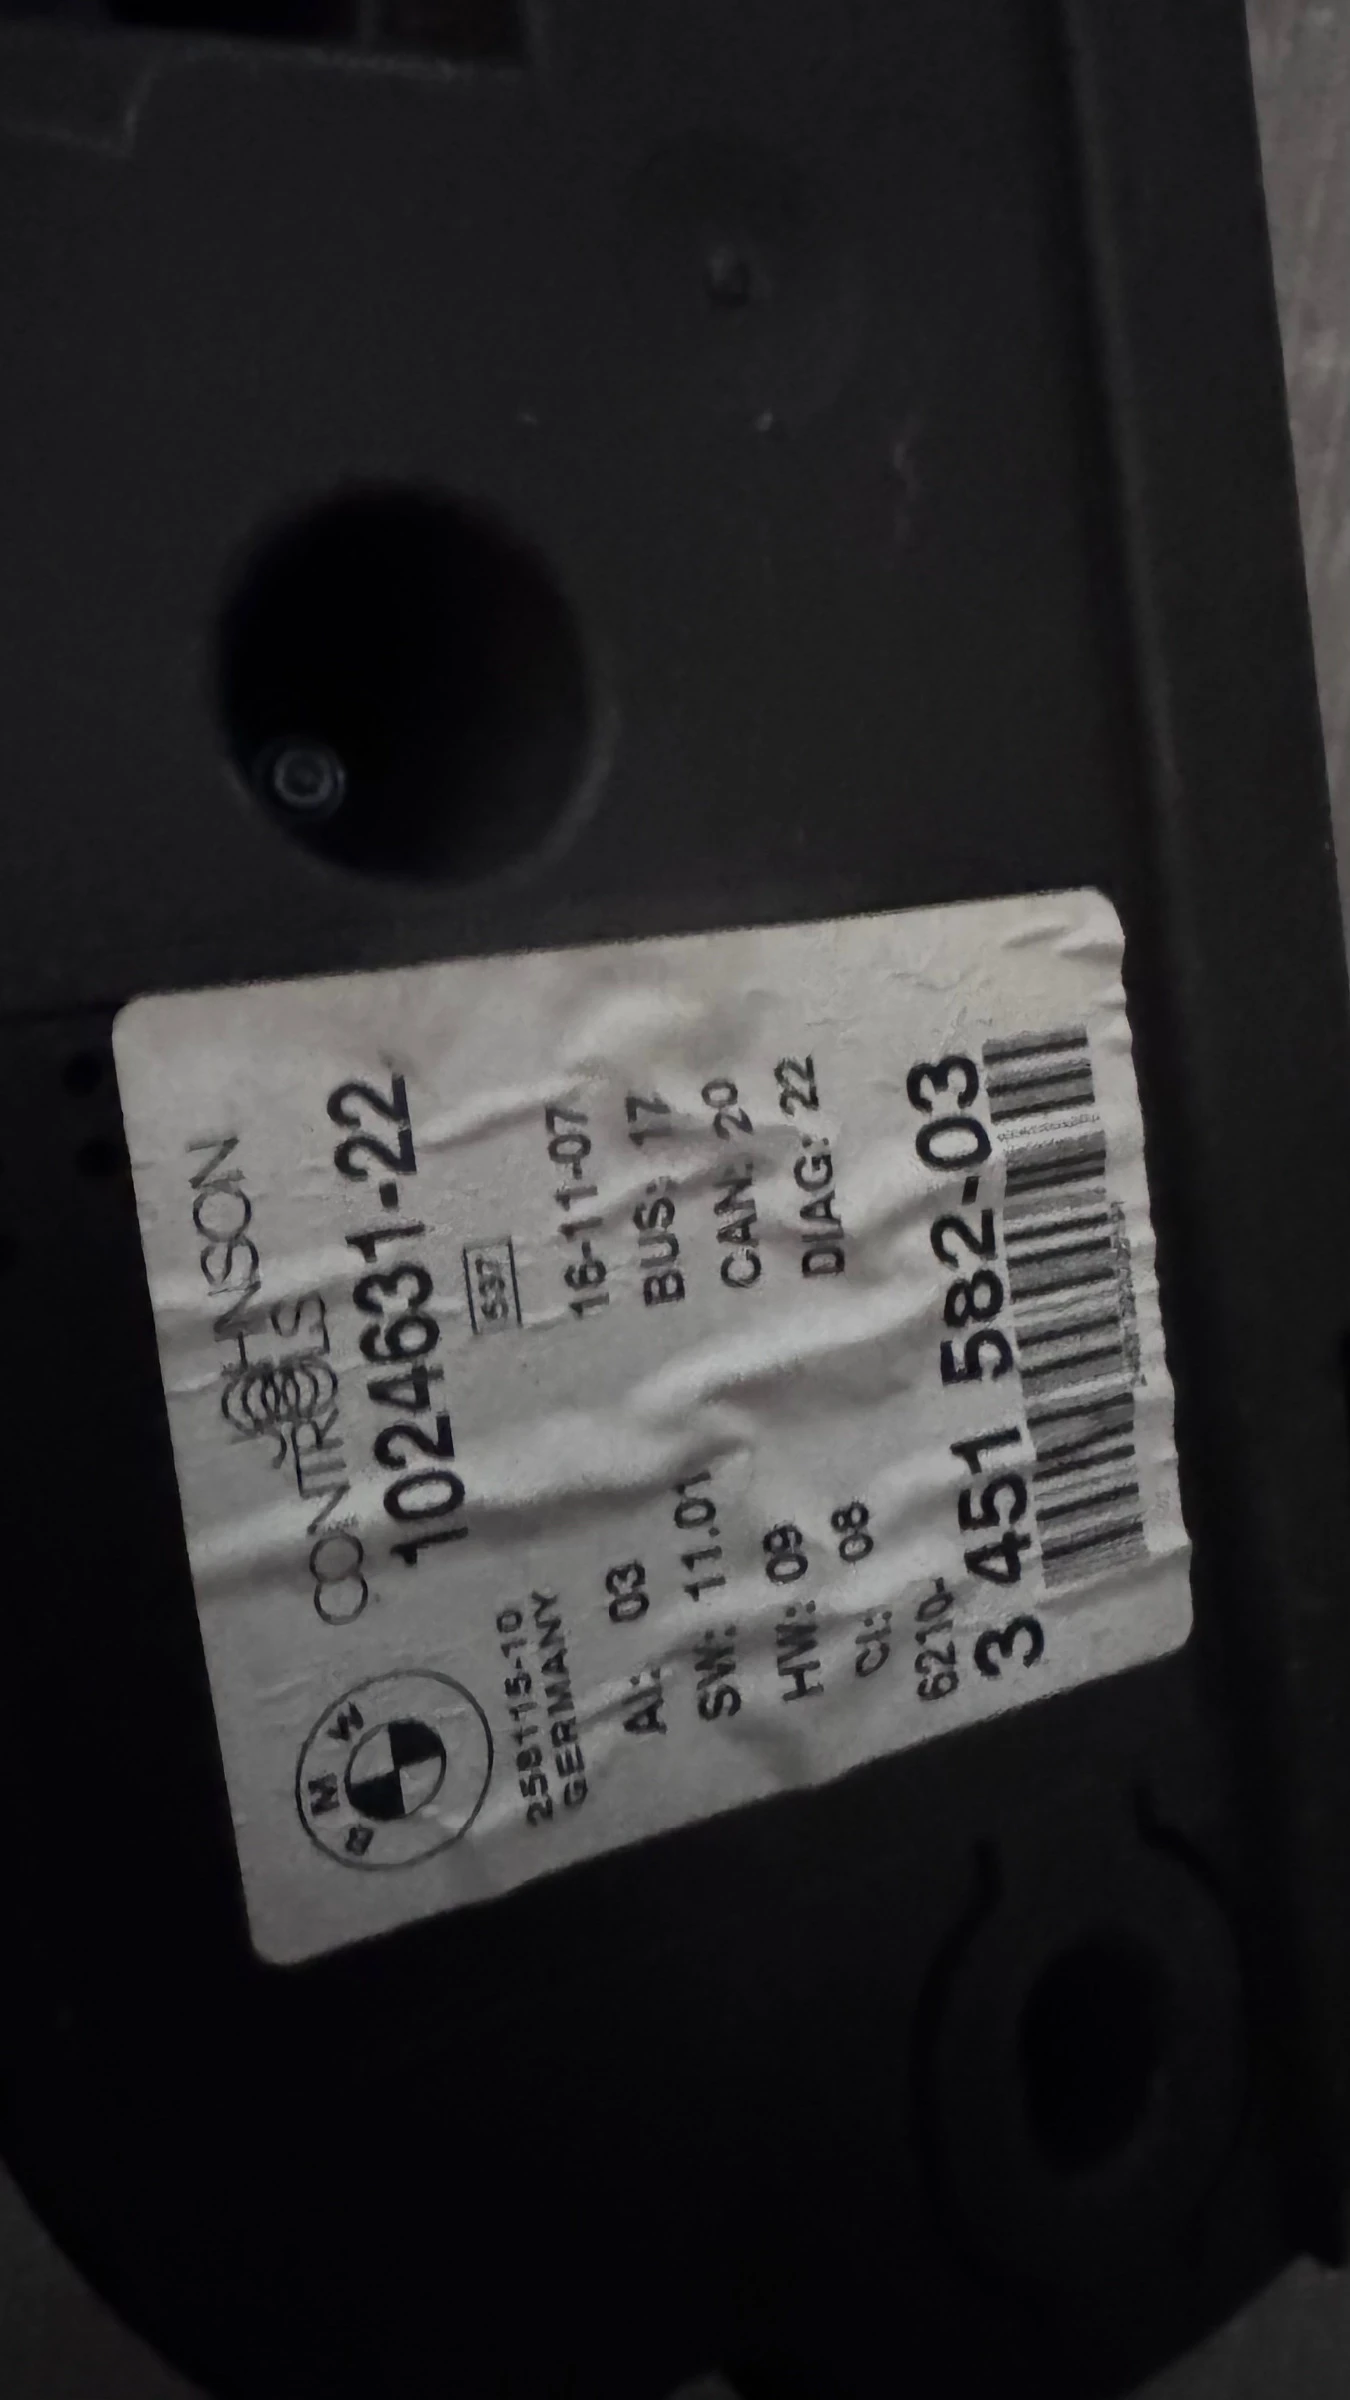 BMW
JOHNSON
CONTROLS
1024631-22
258115-10
GERMANY
597
AI: 03
16-11-07
SW: 11.01
BUS: 17
HW: 09
CAN: 20
CI: 08
DIAG: 22
6210-
3 451 582-03